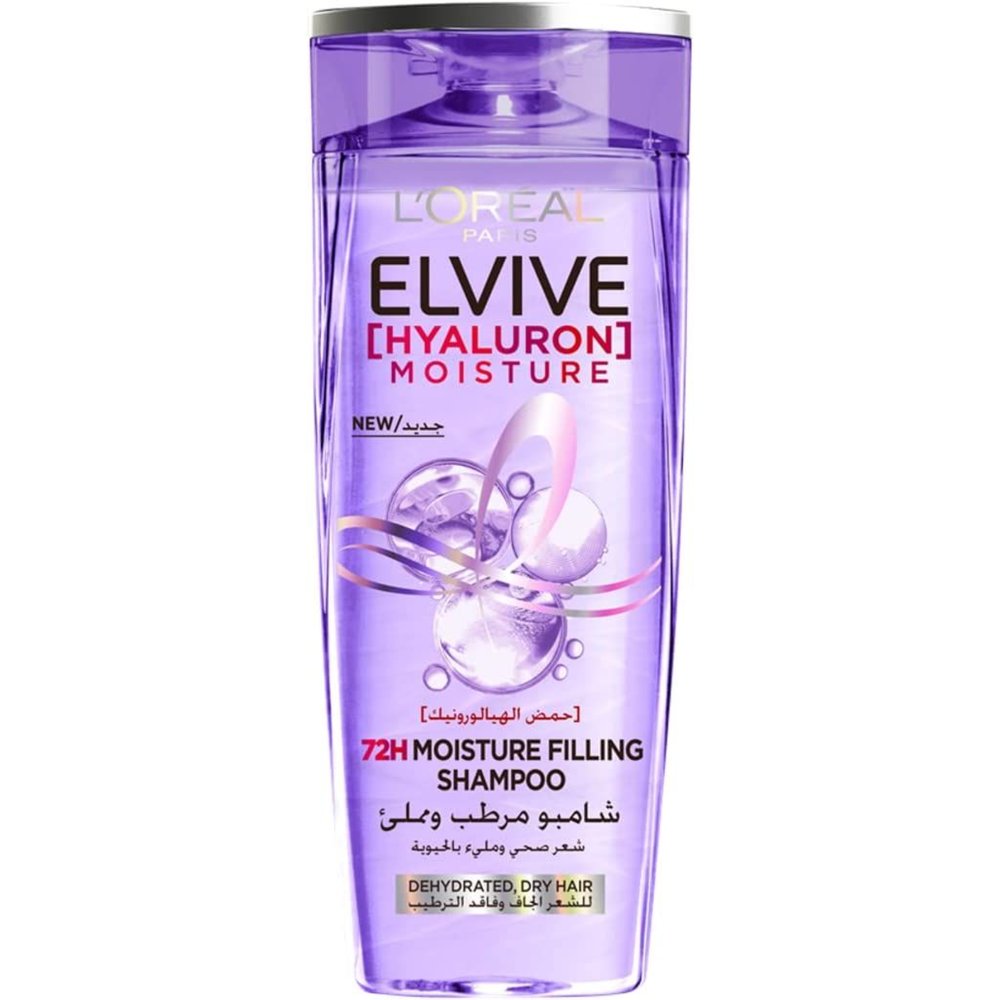 L'ORÉAL
PARIS
ELVIVE
[HYALURON]
MOISTURE
NEW/جديد
[حمض الهيالورونيك]
72H MOISTURE FILLING
SHAMPOO
شامبو مرطب ومملئ
شعر صحي ومليء بالحيوية
DEHYDRATED, DRY HAIR
للشعر الجاف وفاقد الترطيب